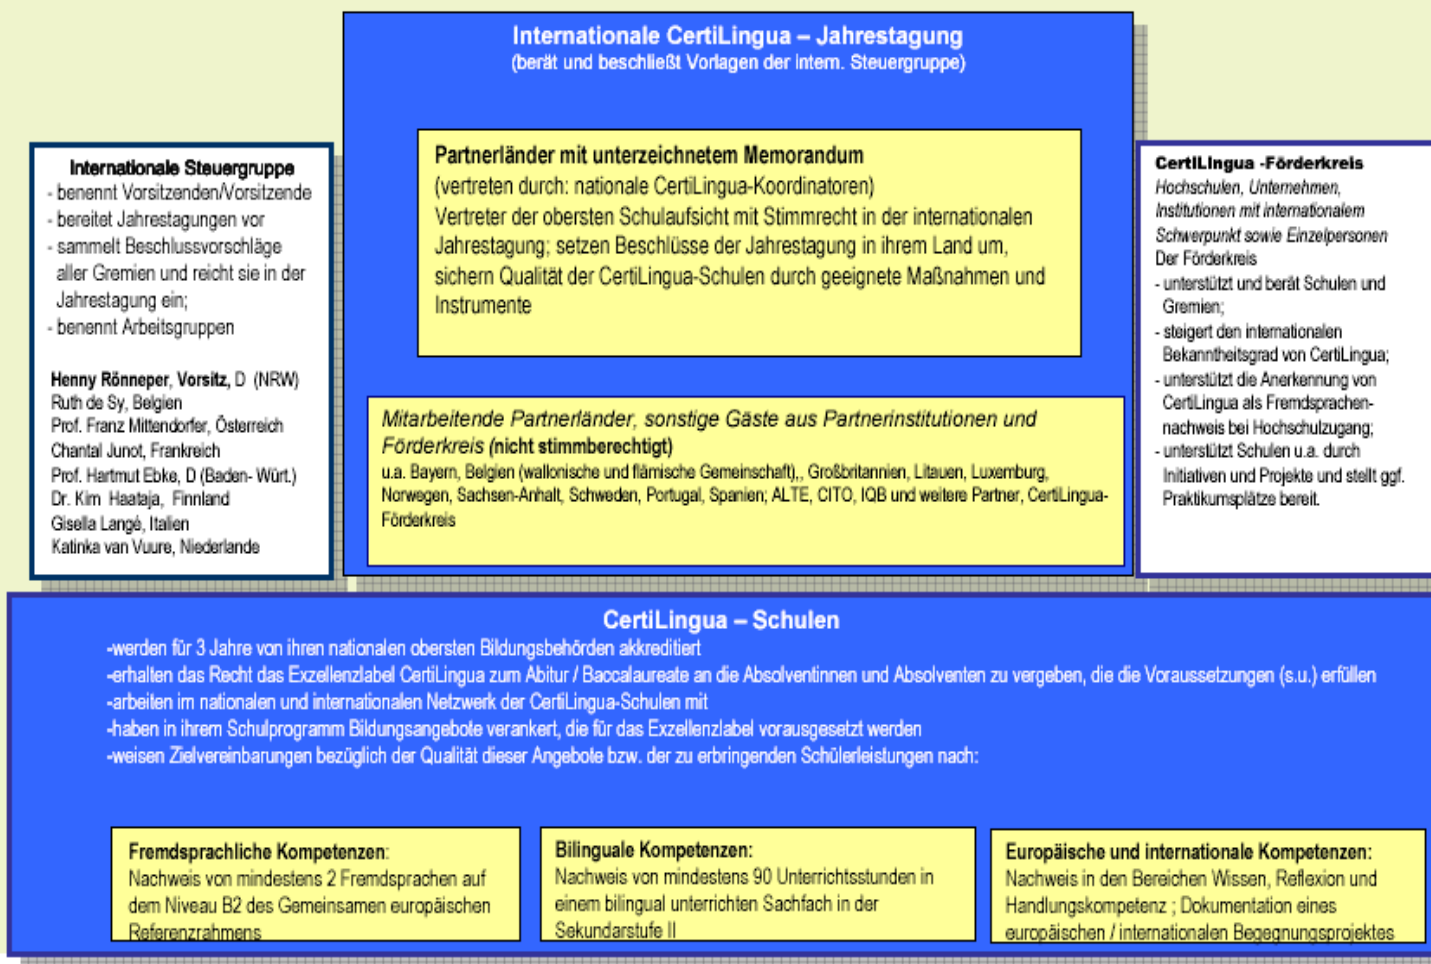 Internationale CertiLingua – Jahrestagung
(berät und beschließt Vorlagen der intern. Steuergruppe)
Partnerländer mit unterzeichnetem Memorandum
(vertreten durch: nationale CertiLingua-Koordinatoren)
Vertreter der obersten Schulaufsicht mit Stimmrecht in der internationalen
Jahrestagung; setzen Beschlüsse der Jahrestagung in ihrem Land um,
sichern Qualität der CertiLingua-Schulen durch geeignete Maßnahmen und
Instrumente
Mitarbeitende Partnerländer, sonstige Gäste aus Partnerinstitutionen und
Förderkreis (nicht stimmberechtigt)
u.a. Bayern, Belgien (wallonische und flämische Gemeinschaft),, Großbritannien, Litauen, Luxemburg,
Norwegen, Sachsen-Anhalt, Schweden, Portugal, Spanien; ALTE, CITO, IQB und weitere Partner, CertiLingua-
Förderkreis
Internationale Steuergruppe
- benennt Vorsitzenden/Vorsitzende
- bereitet Jahrestagungen vor
- sammelt Beschlussvorschläge
aller Gremien und reicht sie in der
Jahrestagung ein;
- benennt Arbeitsgruppen
Henny Rönneper, Vorsitz, D (NRW)
Ruth de Sy, Belgien
Prof. Franz Mittendorfer, Österreich
Chantal Junot, Frankreich
Prof. Hartmut Ebke, D (Baden- Würt.)
Dr. Kim Haataja, Finnland
Gisella Langé, Italien
Katinka van Vuure, Niederlande
CertiLingua -Förderkreis
Hochschulen, Unternehmen,
Institutionen mit internationalem
Schwerpunkt sowie Einzelpersonen
Der Förderkreis
- unterstützt und berät Schulen und
Gremien;
- steigert den internationalen
Bekanntheitsgrad von CertiLingua;
- unterstützt die Anerkennung von
CertiLingua als Fremdsprachen-
nachweis bei Hochschulzugang;
- unterstützt Schulen u.a. durch
Initiativen und Projekte und stellt ggf.
Praktikumsplätze bereit.
CertiLingua – Schulen
-werden für 3 Jahre von ihren nationalen obersten Bildungsbehörden akkreditiert
-erhalten das Recht das Exzellenzlabel CertiLingua zum Abitur / Baccalaureate an die Absolventinnen und Absolventen zu vergeben, die die Voraussetzungen (s.u.) erfüllen
-arbeiten im nationalen und internationalen Netzwerk der CertiLingua-Schulen mit
-haben in ihrem Schulprogramm Bildungsangebote verankert, die für das Exzellenzlabel vorausgesetzt werden
-weisen Zielvereinbarungen bezüglich der Qualität dieser Angebote bzw. der zu erbringenden Schülerleistungen nach:
Fremdsprachliche Kompetenzen:
Nachweis von mindestens 2 Fremdsprachen auf
dem Niveau B2 des Gemeinsamen europäischen
Referenzrahmens
Bilinguale Kompetenzen:
Nachweis von mindestens 90 Unterrichtsstunden in
einem bilingual unterrichten Sachfach in der
Sekundarstufe II
Europäische und internationale Kompetenzen:
Nachweis in den Bereichen Wissen, Reflexion und
Handlungskompetenz ; Dokumentation eines
europäischen / internationalen Begegnungsprojektes